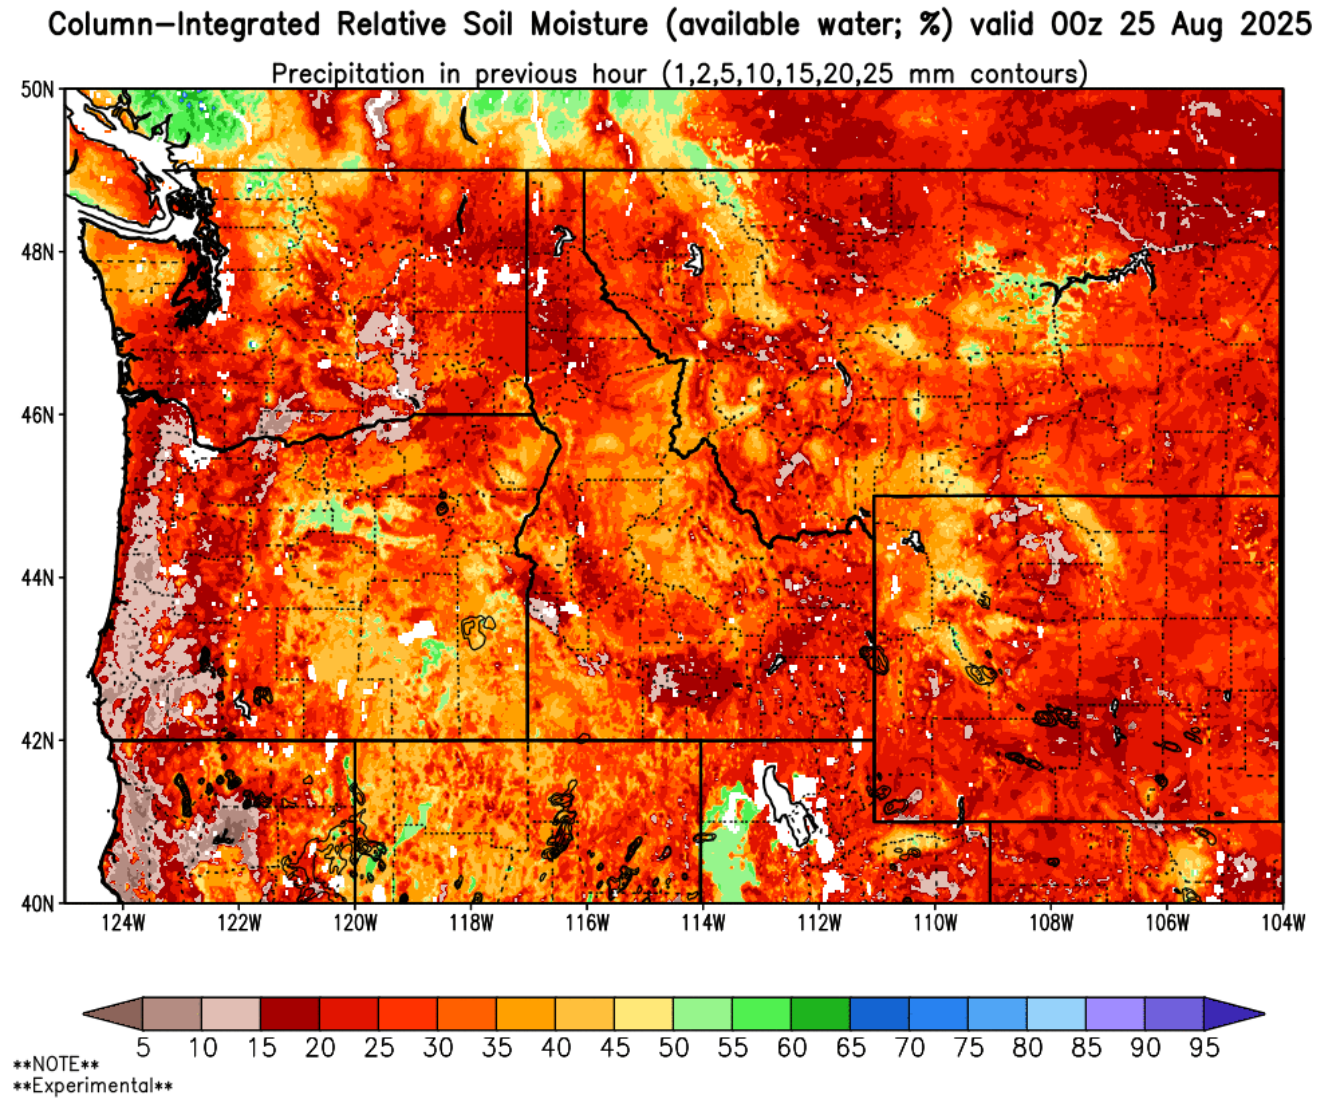 Column-Integrated Relative Soil Moisture (available water; %) valid 00z 25 Aug 2025
Precipitation in previous hour (1,2,5,10,15,20,25 mm contours)
50N
48N
46N
44N
42N
40N
124W 122W 120W 118W 116W 114W 112W 110W 108W 106W 104W
5 10 15 20 25 30 35 40 45 50 55 60 65 70 75 80 85 90 95
**NOTE**
**Experimental**